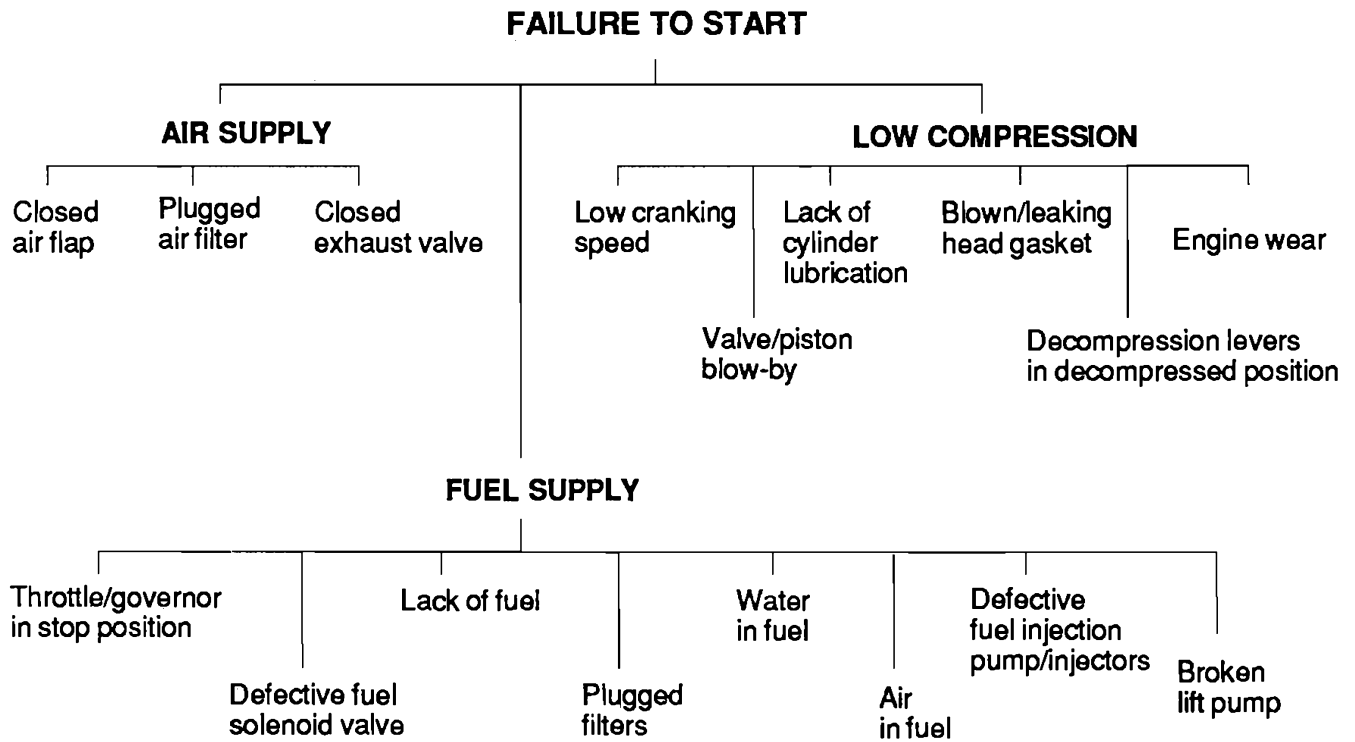 FAILURE TO START
AIR SUPPLY
Closed
air flap
Plugged
air filter
Closed
exhaust valve
LOW COMPRESSION
Low cranking
speed
Valve/piston
blow-by
Lack of
cylinder
lubrication
Blown/leaking
head gasket
Decompression levers
in decompressed position
Engine wear
FUEL SUPPLY
Throttle/governor
in stop position
Defective fuel
solenoid valve
Lack of fuel
Plugged
filters
Water
in fuel
Air
in fuel
Defective
fuel injection
pump/injectors
Broken
lift pump